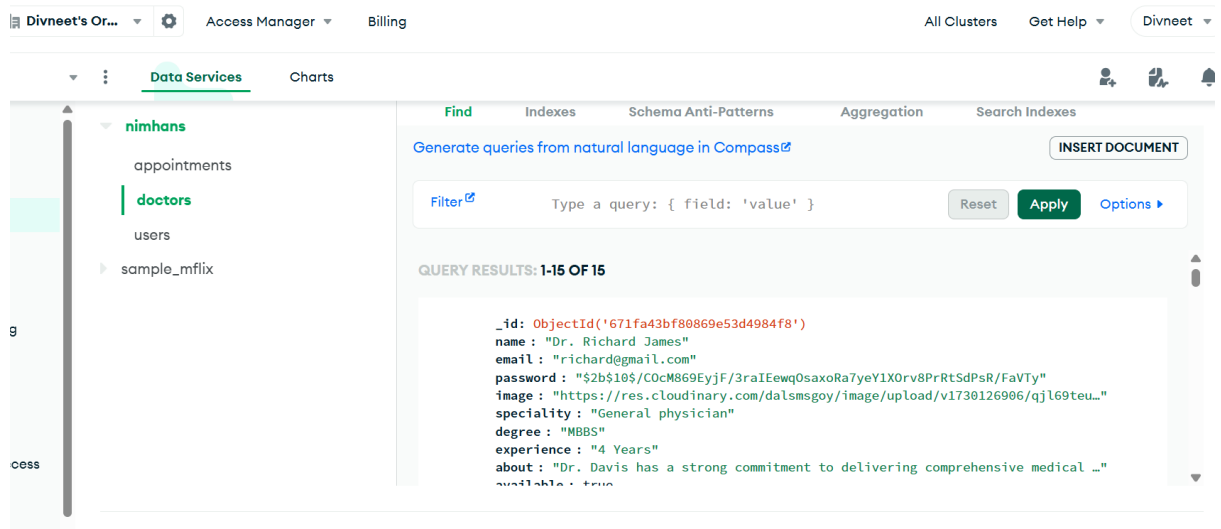 Divneet's Or...
Access Manager
Billing
All Clusters
Get Help
Divneet
Data Services
Charts
nimhans
appointments
doctors
users
sample_mflix
g
cess
Find
Indexes
Schema Anti-Patterns
Aggregation
Search Indexes
Generate queries from natural language in Compass
INSERT DOCUMENT
Filter
Type a query: { field: 'value' }
Reset
Apply
Options
QUERY RESULTS: 1-15 OF 15
_id: ObjectId('671fa43bf80869e53d4984f8')
name : "Dr. Richard James"
email : "richard@gmail.com"
password : "$2b$10$/COcM869EyjF/3raIEewqOsaxoRa7yeY1XOrv8PrRtSdPsR/FaVTy"
image : "https://res.cloudinary.com/dalsmsgoy/image/upload/v1730126906/qjl69teu…"
speciality : "General physician"
degree : "MBBS"
experience : "4 Years"
about : "Dr. Davis has a strong commitment to delivering comprehensive medical …"
available : true